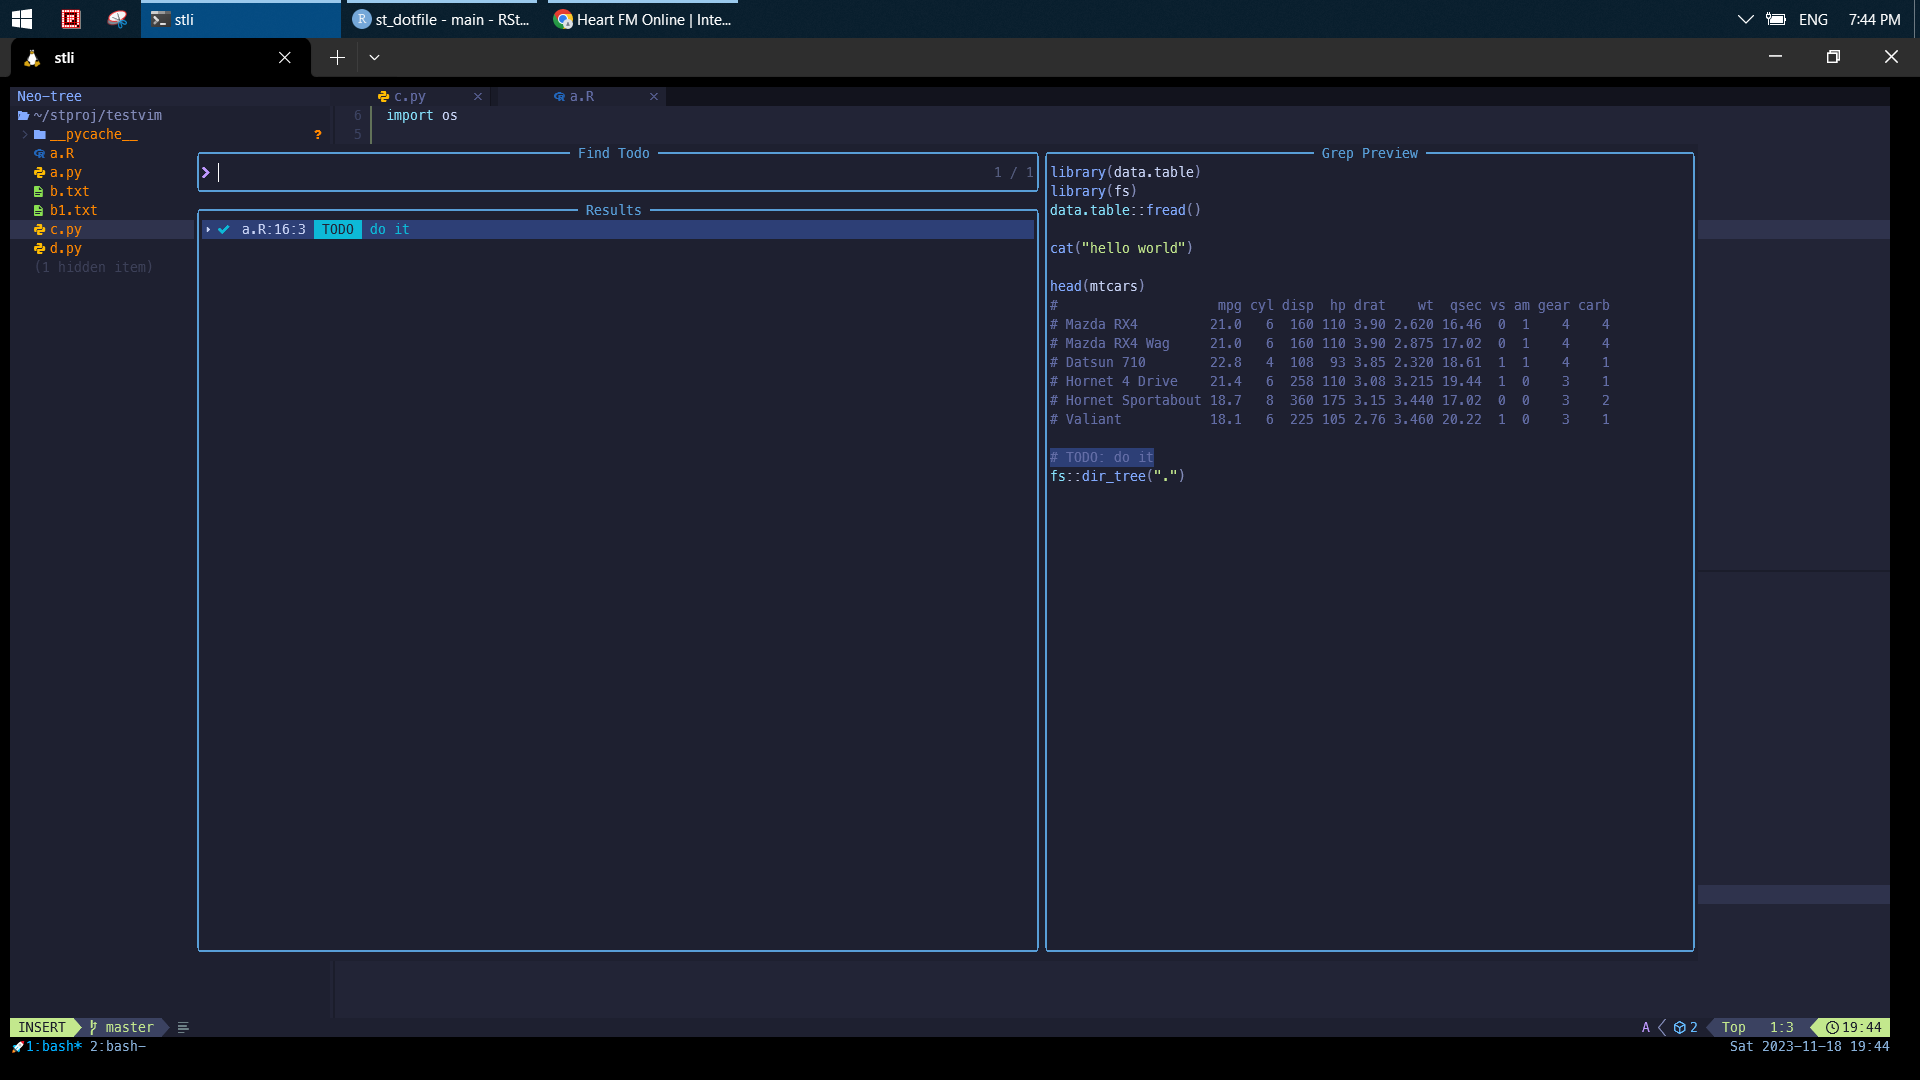 stli
st_dotfile - main - RSt...
Heart FM Online | Inte...
ENG
7:44 PM
stli
Neo-tree
c.py
a.R
~/stproj/testvim
6 import os
__pycache__ ?
5
a.R
Find Todo
Grep Preview
a.py
1 / 1
library(data.table)
b.txt
library(fs)
b1.txt
Results
data.table::fread()
c.py
a.R:16:3 TODO do it
d.py
cat("hello world")
(1 hidden item)
head(mtcars)
# mpg cyl disp hp drat wt qsec vs am gear carb
# Mazda RX4 21.0 6 160 110 3.90 2.620 16.46 0 1 4 4
# Mazda RX4 Wag 21.0 6 160 110 3.90 2.875 17.02 0 1 4 4
# Datsun 710 22.8 4 108 93 3.85 2.320 18.61 1 1 4 1
# Hornet 4 Drive 21.4 6 258 110 3.08 3.215 19.44 1 0 3 1
# Hornet Sportabout 18.7 8 360 175 3.15 3.440 17.02 0 0 3 2
# Valiant 18.1 6 225 105 2.76 3.460 20.22 1 0 3 1
# TODO: do it
fs::dir_tree(".")
INSERT master
A 2 Top 1:3 19:44
1:bash* 2:bash-
Sat 2023-11-18 19:44